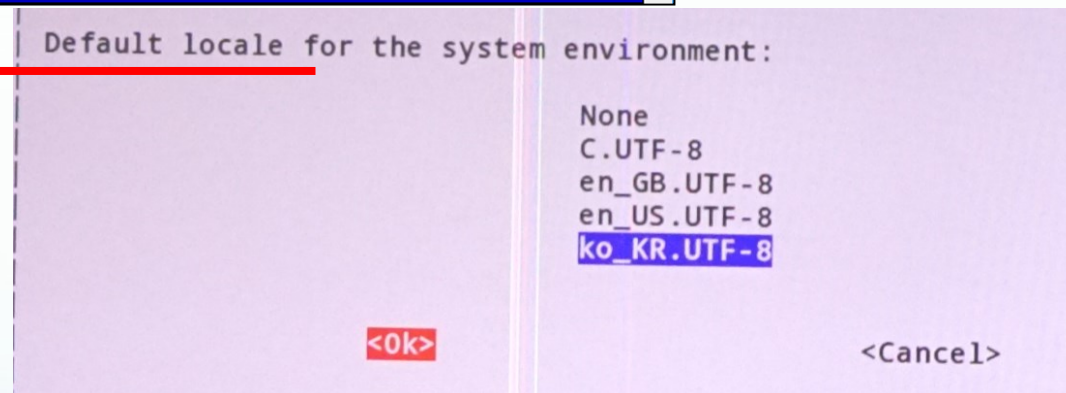 Default locale for the system environment:
None
C.UTF-8
en_GB.UTF-8
en_US.UTF-8
ko_KR.UTF-8
<Ok>
<Cancel>